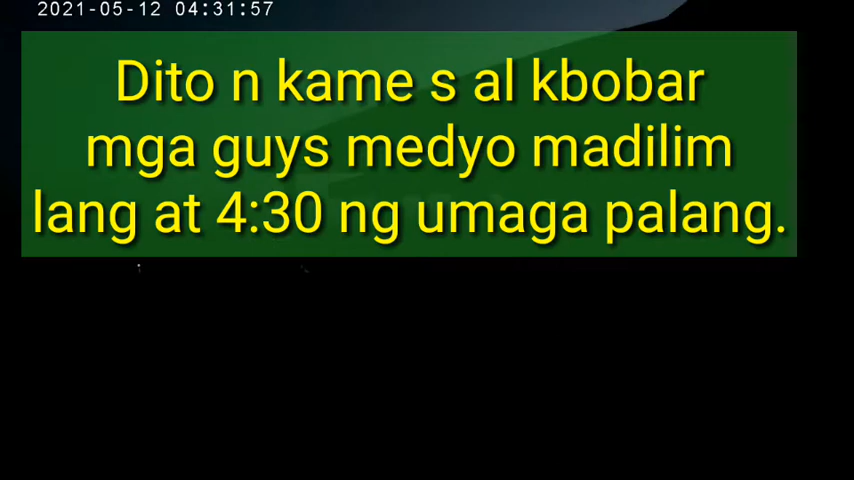 2021-05-12 04:31:57
Dito n kame s al kbobar
mga guys medyo madilim
lang at 4:30 ng umaga palang.